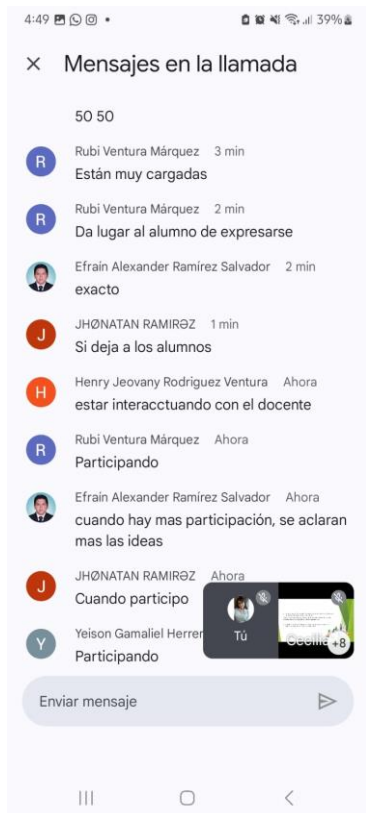 4:49
39%
Mensajes en la llamada
50 50
R
Rubi Ventura Márquez 3 min
Están muy cargadas
R
Rubi Ventura Márquez 2 min
Da lugar al alumno de expresarse
Efraín Alexander Ramírez Salvador 2 min
exacto
J
JHØNATAN RAMIRƏZ 1 min
Si deja a los alumnos
H
Henry Jeovany Rodriguez Ventura Ahora
estar interacctuando con el docente
R
Rubi Ventura Márquez Ahora
Participando
Efraín Alexander Ramírez Salvador Ahora
cuando hay mas participación, se aclaran
mas las ideas
J
JHØNATAN RAMIRƏZ Ahora
Cuando participo
Y
Yeison Gamaliel Herrer
Participando
Tú
+8
Enviar mensaje